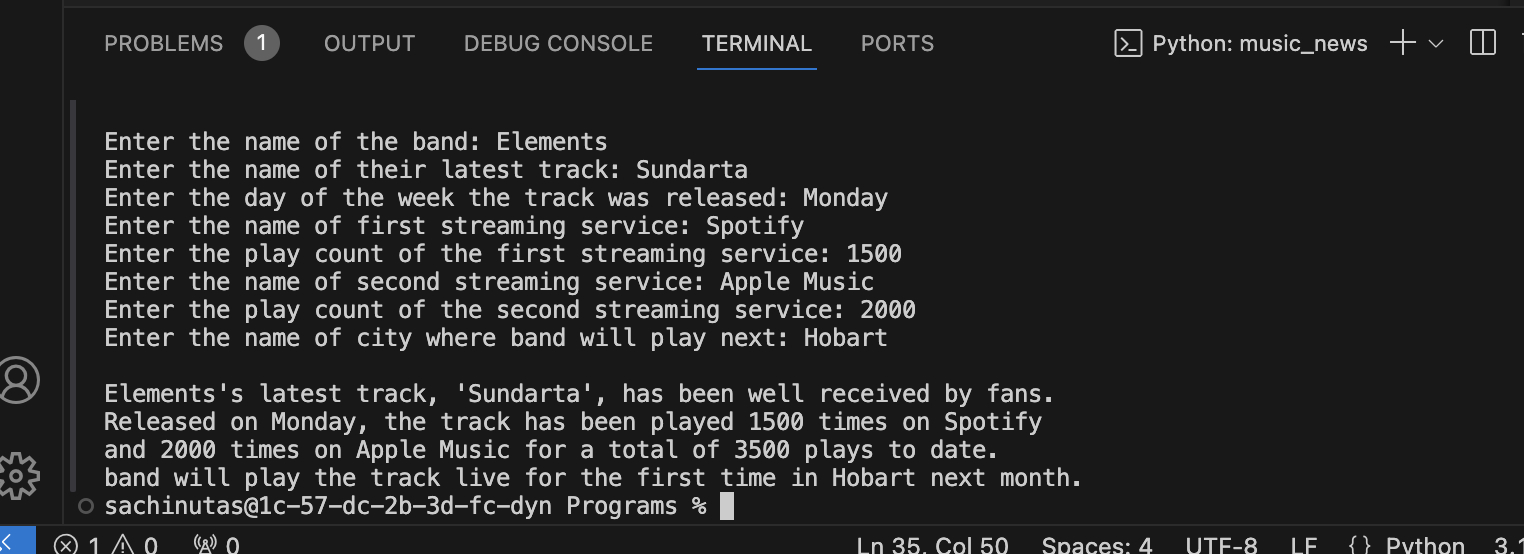 PROBLEMS 1 OUTPUT DEBUG CONSOLE TERMINAL PORTS Python: music_news
Enter the name of the band: Elements
Enter the name of their latest track: Sundarta
Enter the day of the week the track was released: Monday
Enter the name of first streaming service: Spotify
Enter the play count of the first streaming service: 1500
Enter the name of second streaming service: Apple Music
Enter the play count of the second streaming service: 2000
Enter the name of city where band will play next: Hobart
Elements's latest track, 'Sundarta', has been well received by fans.
Released on Monday, the track has been played 1500 times on Spotify
and 2000 times on Apple Music for a total of 3500 plays to date.
band will play the track live for the first time in Hobart next month.
sachinutas@1c-57-dc-2b-3d-fc-dyn Programs %
1 0 0 Ln 35, Col 50 Spaces: 4 UTF-8 LF {} Python